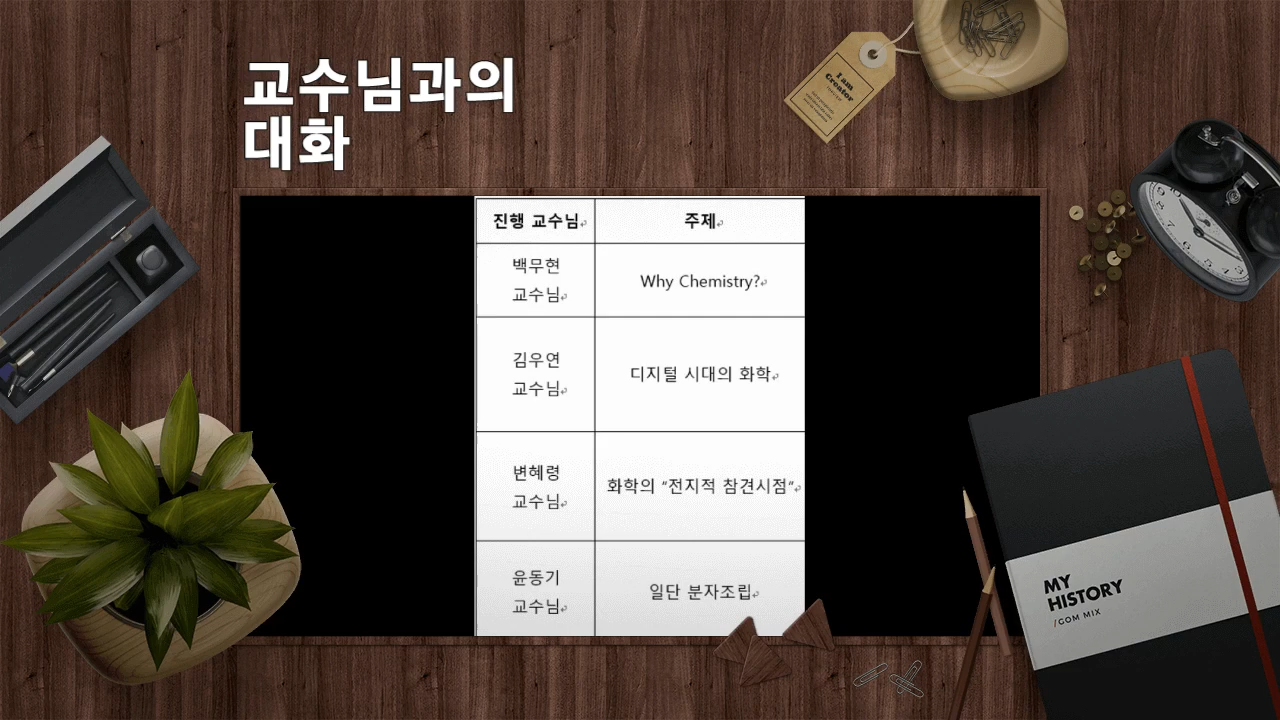 교수님과의
대화
I am
Creator
진행 교수님
주제
백무현
교수님
Why Chemistry?
김우연
교수님
디지털 시대의 화학
변혜령
교수님
화학의 “전지적 참견시점”
윤동기
교수님
일단 분자조립
MY
HISTORY
/GOM MIX